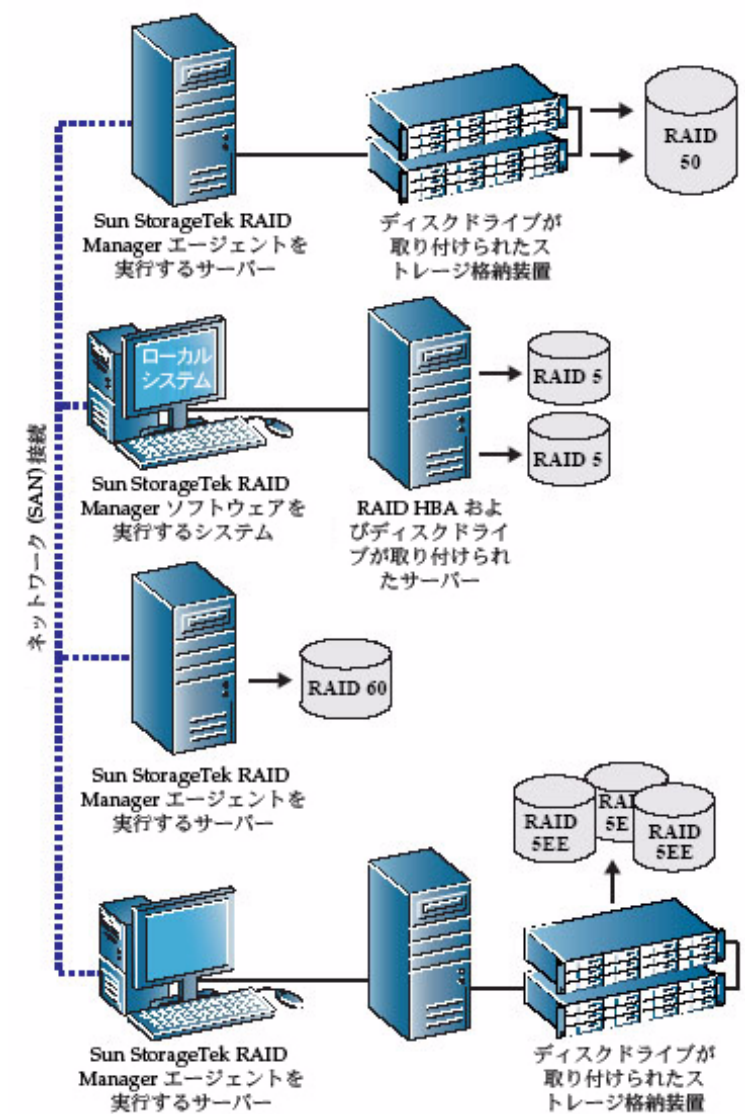 RAID
50
Sun StorageTek RAID
Manager エージェントを
実行するサーバー
ディスクドライブが
取り付けられたス
トレージ格納装置
ローカル
システム
RAID 5
RAID 5
Sun StorageTek RAID
Manager ソフトウェアを
実行するシステム
RAID HBA およ
びディスクドライ
ブが取り付けられ
たサーバー
ネットワーク (SAN) 接続
RAID 60
Sun StorageTek RAID
Manager エージェントを
実行するサーバー
RAID
5EE
RAI
5E
RAID
5EE
Sun StorageTek RAID
Manager エージェントを
実行するサーバー
ディスクドライブが
取り付けられたス
トレージ格納装置